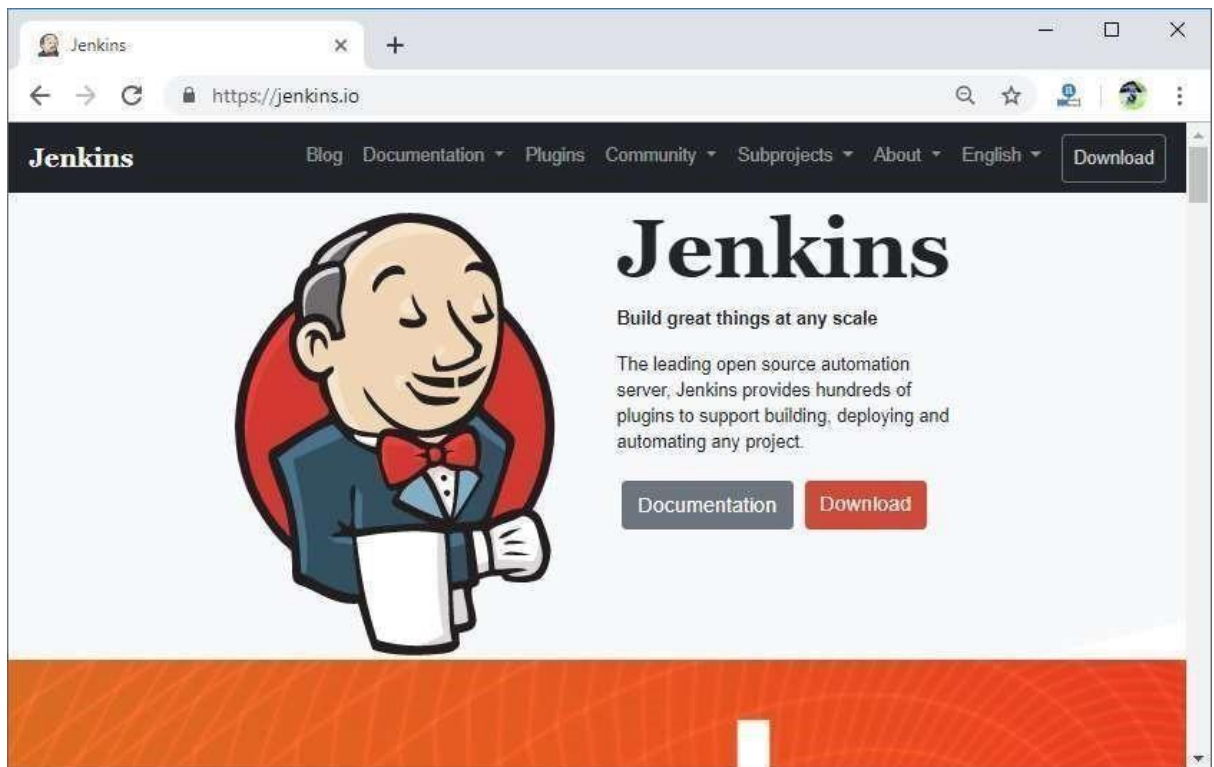 Jenkins
https://jenkins.io
Jenkins
Blog Documentation Plugins Community Subprojects About English Download
Jenkins
Build great things at any scale
The leading open source automation
server, Jenkins provides hundreds of
plugins to support building, deploying and
automating any project.
Documentation Download